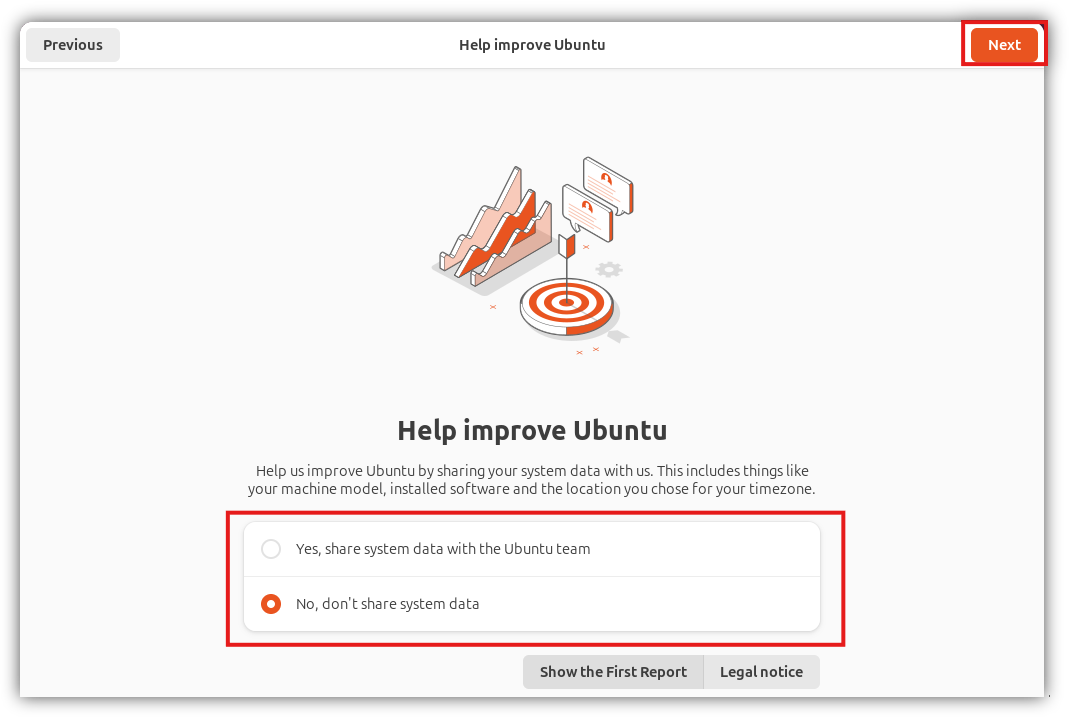 Previous
Help improve Ubuntu
Next
Help improve Ubuntu
Help us improve Ubuntu by sharing your system data with us. This includes things like
your machine model, installed software and the location you chose for your timezone.
Yes, share system data with the Ubuntu team
No, don't share system data
Show the First Report
Legal notice